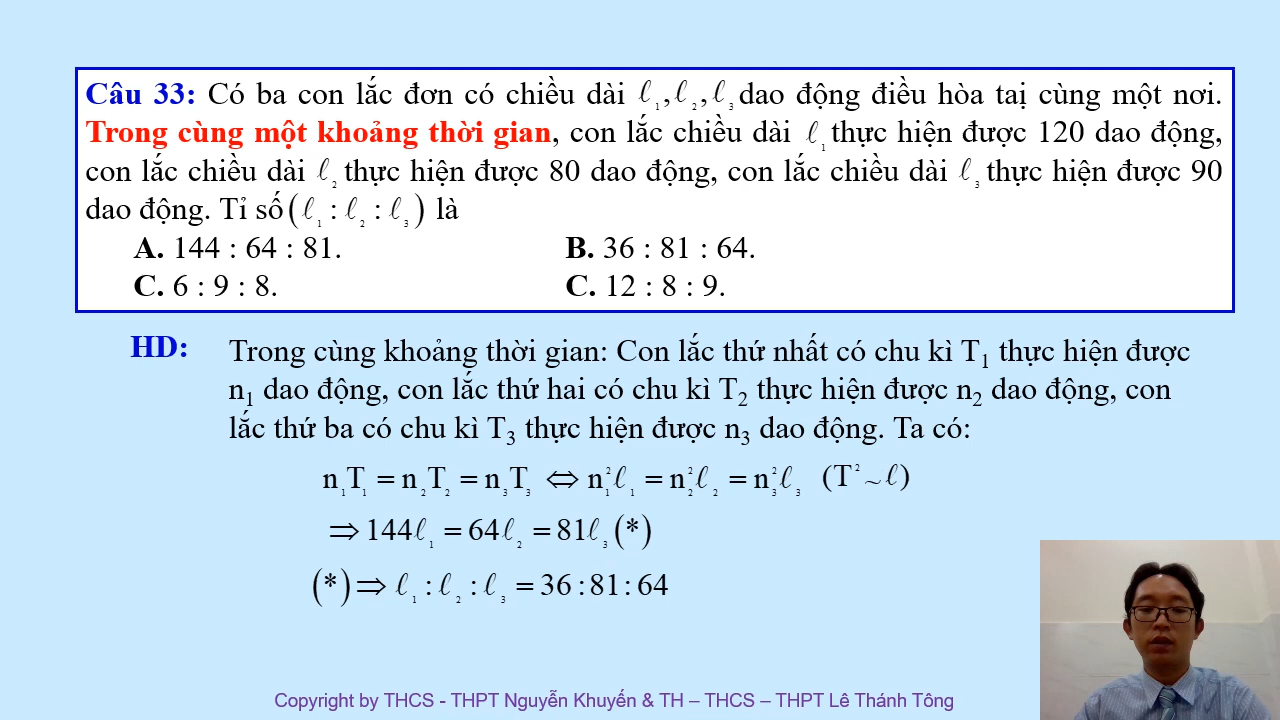 Câu 33: Có ba con lắc đơn có chiều dài ℓ₁, ℓ₂, ℓ₃ dao động điều hòa taị cùng một nơi.
Trong cùng một khoảng thời gian, con lắc chiều dài ℓ₁ thực hiện được 120 dao động,
con lắc chiều dài ℓ₂ thực hiện được 80 dao động, con lắc chiều dài ℓ₃ thực hiện được 90
dao động. Tỉ số (ℓ₁ : ℓ₂ : ℓ₃) là
A. 144 : 64 : 81. B. 36 : 81 : 64.
C. 6 : 9 : 8. C. 12 : 8 : 9.
HD: Trong cùng khoảng thời gian: Con lắc thứ nhất có chu kì T₁ thực hiện được
n₁ dao động, con lắc thứ hai có chu kì T₂ thực hiện được n₂ dao động, con
lắc thứ ba có chu kì T₃ thực hiện được n₃ dao động. Ta có:
n₁T₁ = n₂T₂ = n₃T₃ ⇔ n₁²ℓ₁ = n₂²ℓ₂ = n₃²ℓ₃ (T² ~ ℓ)
⇒ 144ℓ₁ = 64ℓ₂ = 81ℓ₃ (*)
(*) ⇒ ℓ₁ : ℓ₂ : ℓ₃ = 36 : 81 : 64
Copyright by THCS - THPT Nguyễn Khuyến & TH – THCS – THPT Lê Thánh Tông